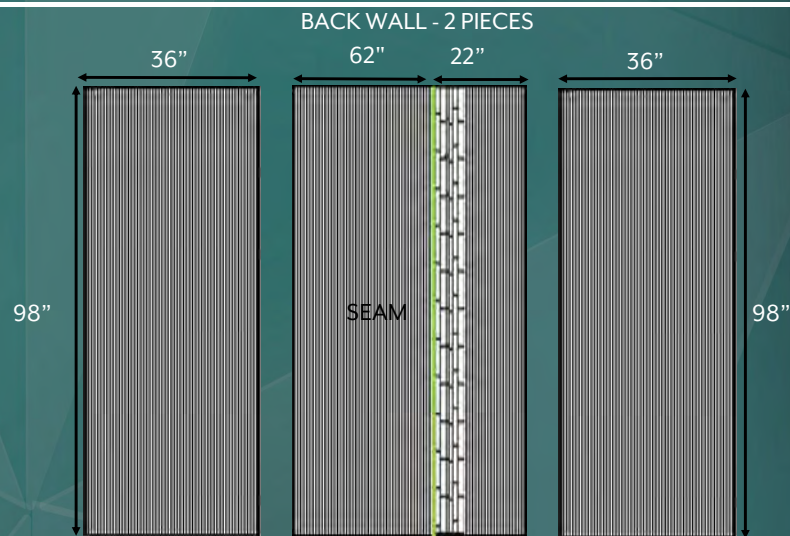 BACK WALL - 2 PIECES
36” 62” 22” 36”
98” SEAM 98”